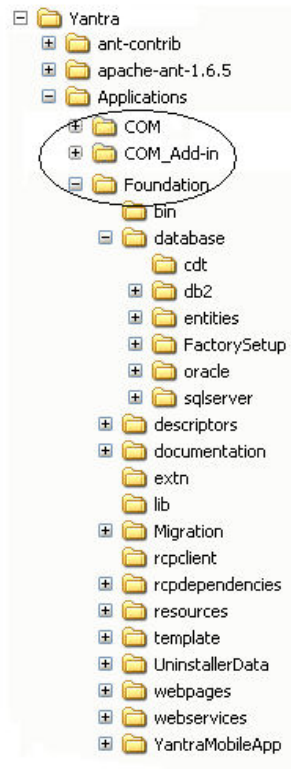 Yantra
ant-contrib
apache-ant-1.6.5
Applications
COM
COM_Add-in
Foundation
bin
database
cdt
db2
entities
FactorySetup
oracle
sqlserver
descriptors
documentation
extn
lib
Migration
rcpclient
rcpdependencies
resources
template
UninstallerData
webpages
webservices
YantraMobileApp